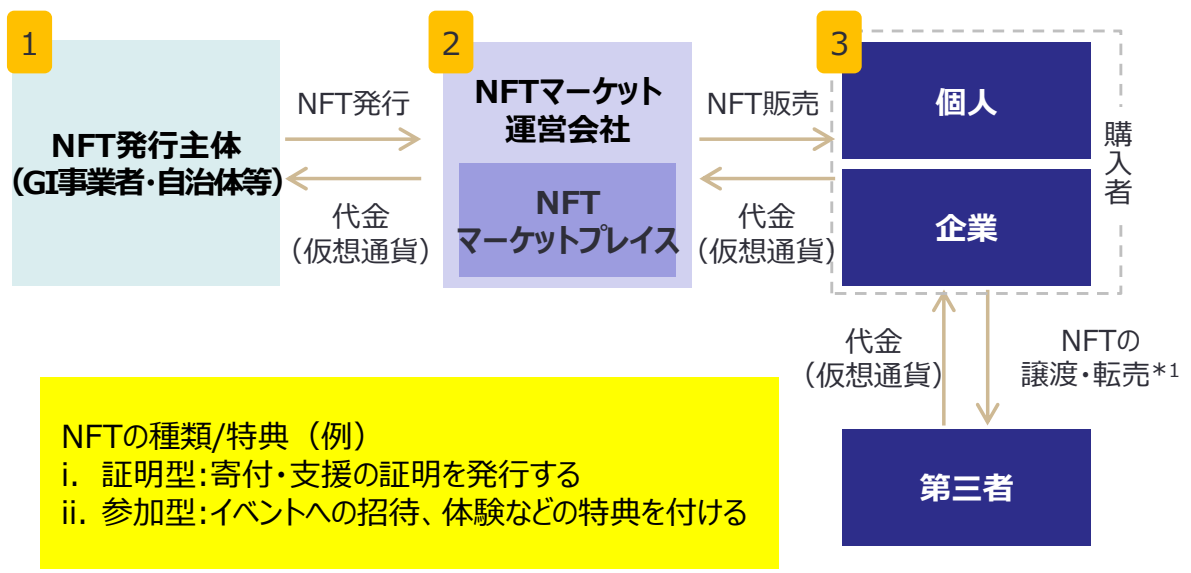 1
NFT発行主体
（GI事業者・自治体等）
NFT発行
代金
（仮想通貨）
2
NFTマーケット
運営会社
NFT
マーケットプレイス
NFT販売
代金
（仮想通貨）
3
個人
企業
購入者
代金
（仮想通貨）
NFTの
譲渡・転売*1
第三者
NFTの種類/特典（例）
i. 証明型:寄付・支援の証明を発行する
ii. 参加型:イベントへの招待、体験などの特典を付ける